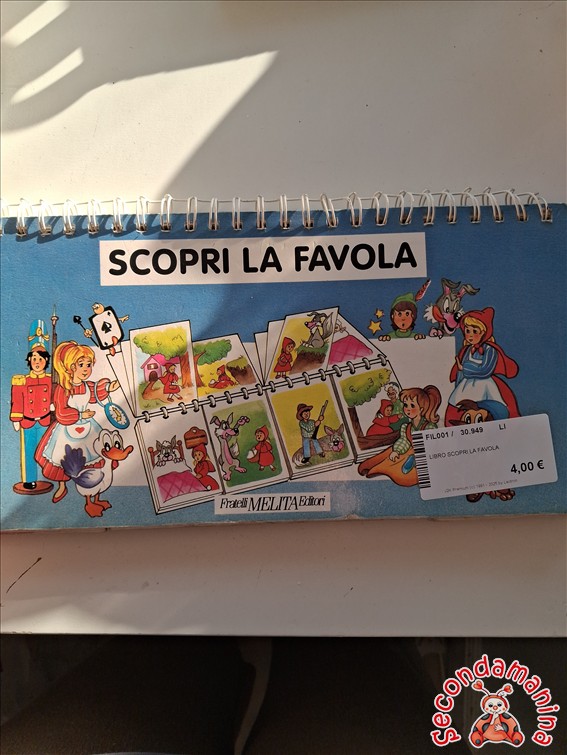 SCOPRI LA FAVOLA
FIL001 / 30.949 LI
LIBRO SCOPRI LA FAVOLA
4,00 €
Fratelli MELITA Editori
Secondamanina